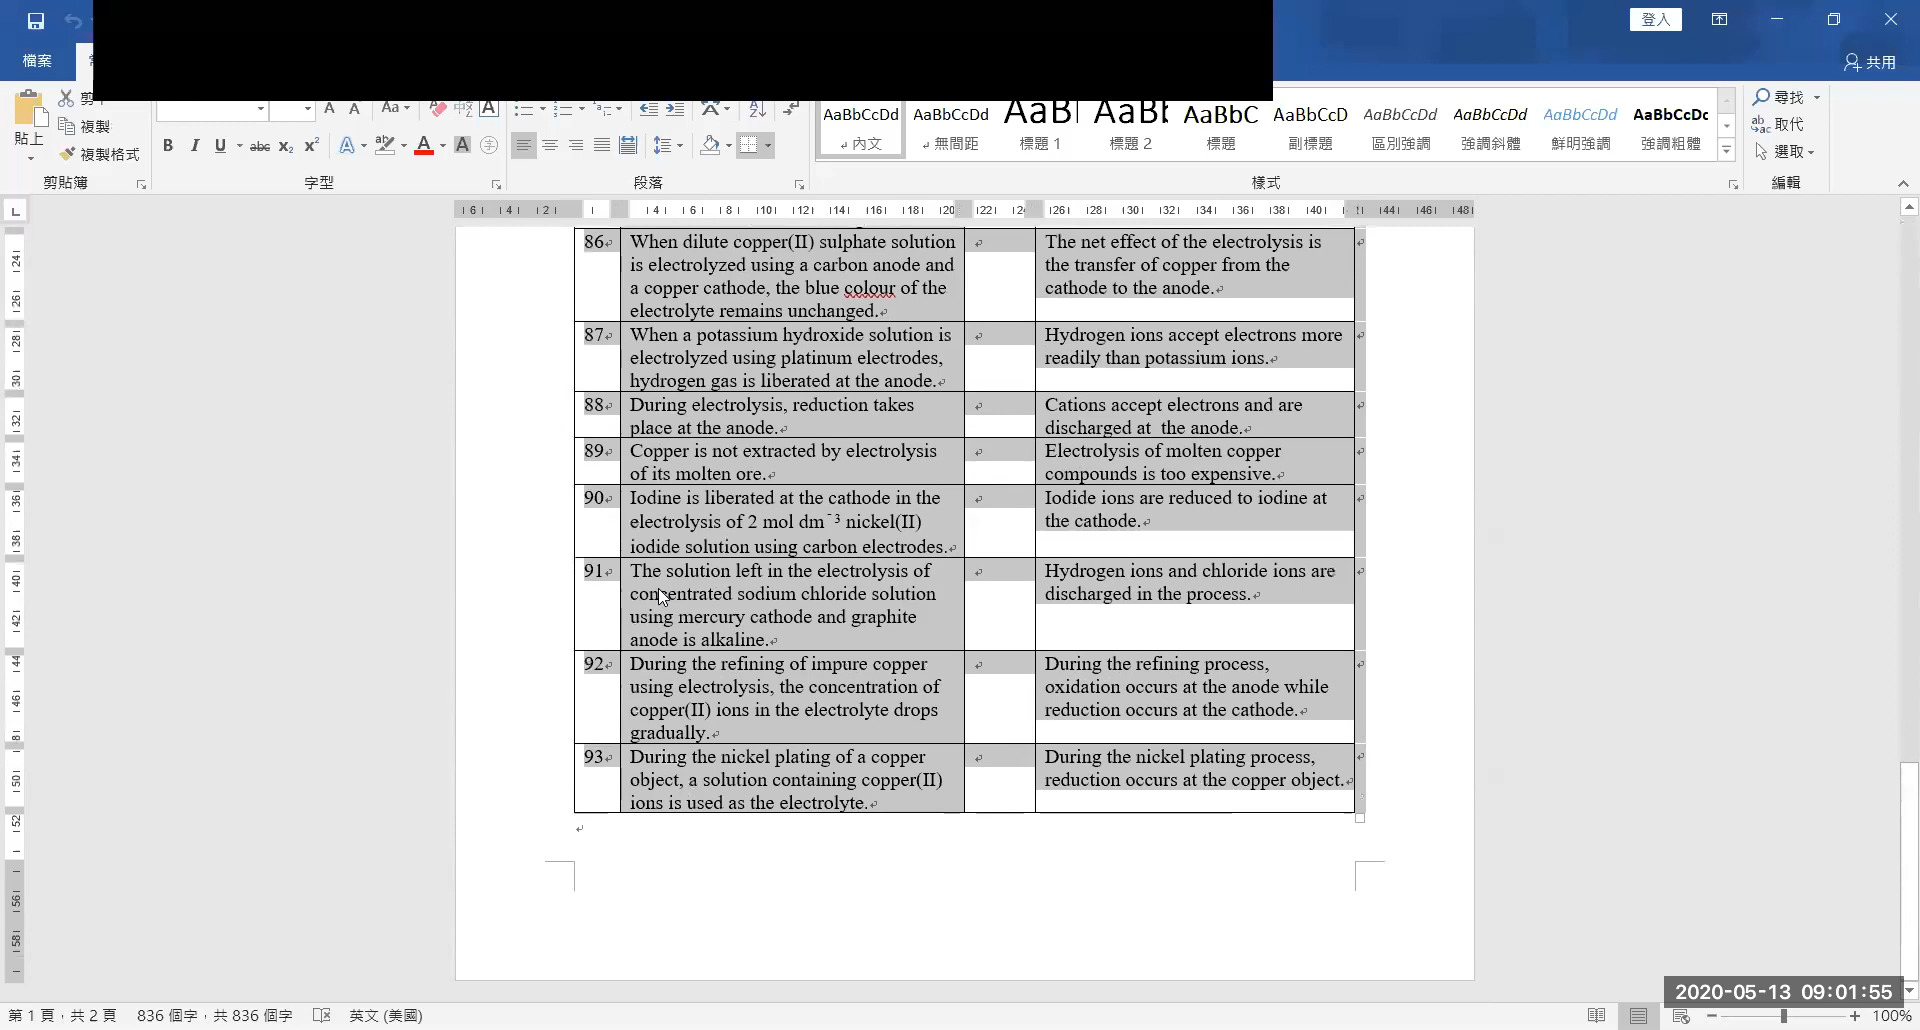 登入
檔案
共用
剪
複製
複製格式
貼上
剪貼簿
字型
段落
樣式
編輯
AaBbCcDd AaBbCcDd AaB AaBb AaBbC AaBbCcD AaBbCcDd AaBbCcDd AaBbCcDd AaBbCcDc
內文 無間距 標題 1 標題 2 標題 副標題 區別強調 強調斜體 鮮明強調 強調粗體
尋找
取代
選取
86 When dilute copper(II) sulphate solution
is electrolyzed using a carbon anode and
a copper cathode, the blue colour of the
electrolyte remains unchanged.
The net effect of the electrolysis is
the transfer of copper from the
cathode to the anode.
87 When a potassium hydroxide solution is
electrolyzed using platinum electrodes,
hydrogen gas is liberated at the anode.
Hydrogen ions accept electrons more
readily than potassium ions.
88 During electrolysis, reduction takes
place at the anode.
Cations accept electrons and are
discharged at  the anode.
89 Copper is not extracted by electrolysis
of its molten ore.
Electrolysis of molten copper
compounds is too expensive.
90 Iodine is liberated at the cathode in the
electrolysis of 2 mol dm⁻³ nickel(II)
iodide solution using carbon electrodes.
Iodide ions are reduced to iodine at
the cathode.
91 The solution left in the electrolysis of
concentrated sodium chloride solution
using mercury cathode and graphite
anode is alkaline.
Hydrogen ions and chloride ions are
discharged in the process.
92 During the refining of impure copper
using electrolysis, the concentration of
copper(II) ions in the electrolyte drops
gradually.
During the refining process,
oxidation occurs at the anode while
reduction occurs at the cathode.
93 During the nickel plating of a copper
object, a solution containing copper(II)
ions is used as the electrolyte.
During the nickel plating process,
reduction occurs at the copper object.
2020-05-13 09:01:55
第 1 頁，共 2 頁 836 個字，共 836 個字 英文 (美國) 100%